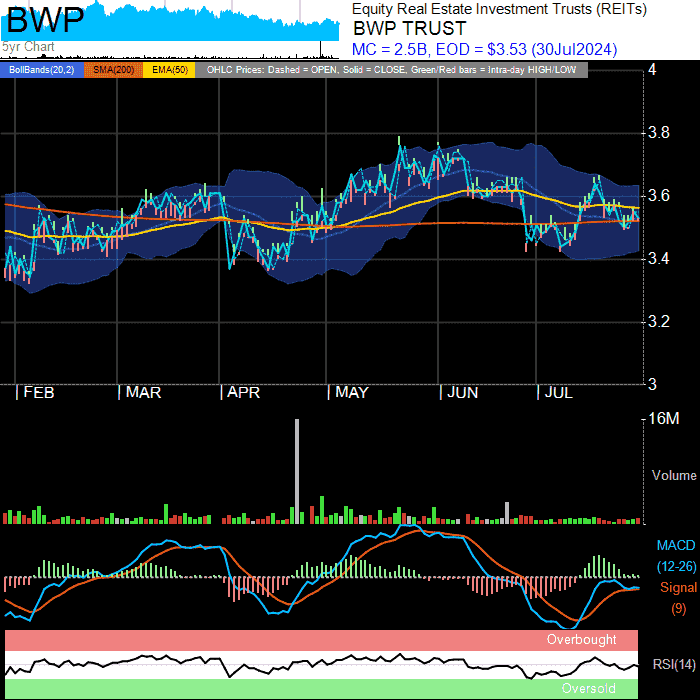 BWP
5yr Chart
Equity Real Estate Investment Trusts (REITs)
BWP TRUST
MC = 2.5B, EOD = $3.53 (30Jul2024)
BollBands(20,2) SMA(200) EMA(50) OHLC Prices: Dashed = OPEN, Solid = CLOSE, Green/Red bars = Intra-day HIGH/LOW
4
3.8
3.6
3.4
3.2
3
FEB MAR APR MAY JUN JUL
16M
Volume
MACD
(12-26)
Signal
(9)
Overbought
RSI(14)
Oversold